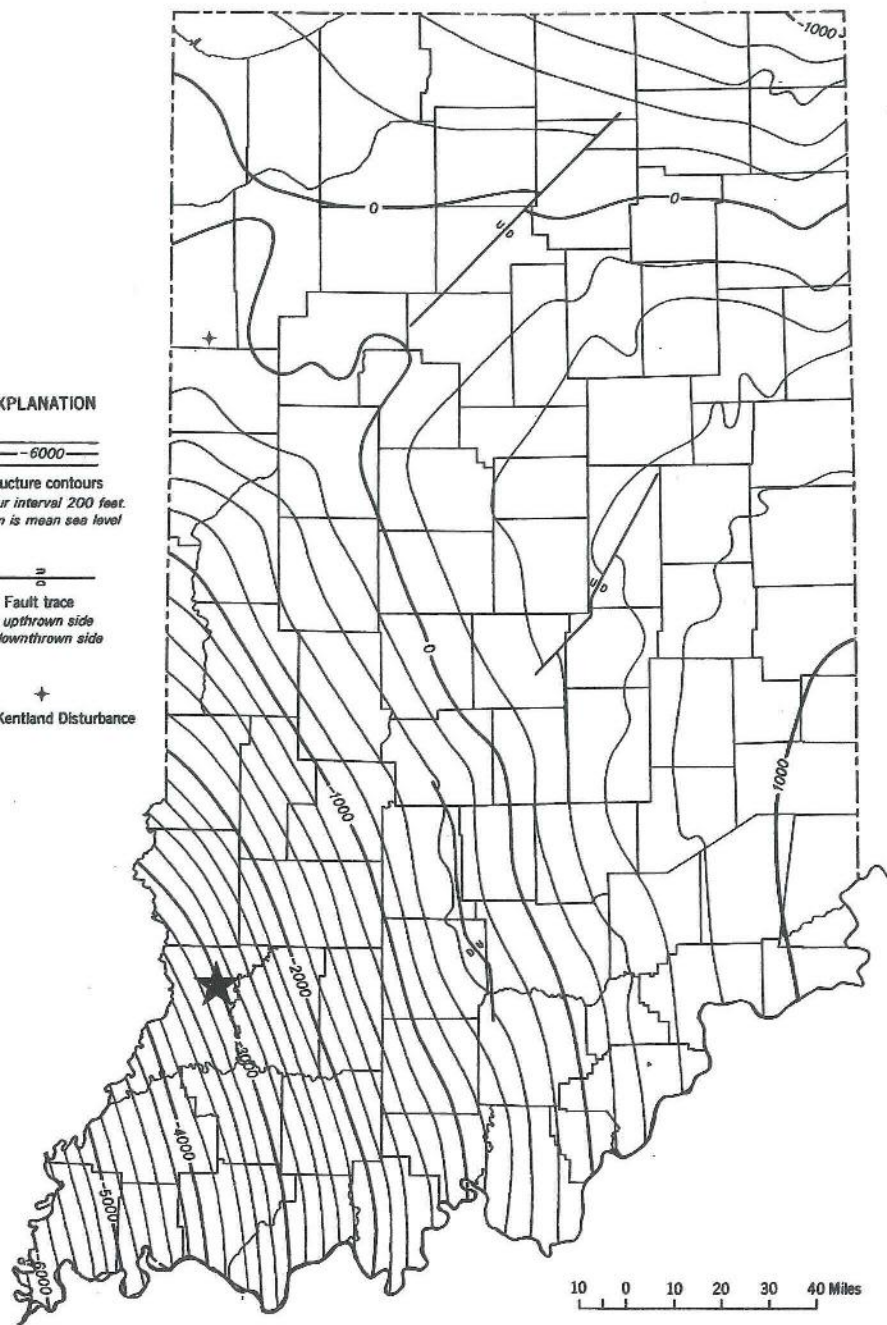 -1000
0
0
U/D
XPLANATION
-6000
ucture contours
ur interval 200 feet.
n is mean sea level
U
D
Fault trace
upthrown side
downthrown side
Kentland Disturbance
U/D
0
-1000
1000
D U
-2000
-3000
-4000
-5000
-6000
10 0 10 20 30 40 Miles